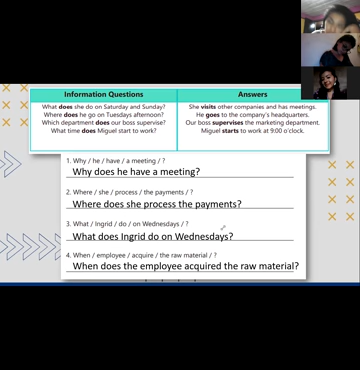 Information Questions
Answers
What does she do on Saturday and Sunday?
She visits other companies and has meetings.
Where does he go on Tuesdays afternoon?
He goes to the company's headquarters.
Which department does our boss supervise?
Our boss supervises the marketing department.
What time does Miguel start to work?
Miguel starts to work at 9:00 o'clock.
1. Why / he / have / a meeting / ?
Why does he have a meeting?
2. Where / she / process / the payments / ?
Where does she process the payments?
3. What / Ingrid / do / on Wednesdays / ?
What does Ingrid do on Wednesdays?
4. When / employee / acquire / the raw material / ?
When does the employee acquired the raw material?